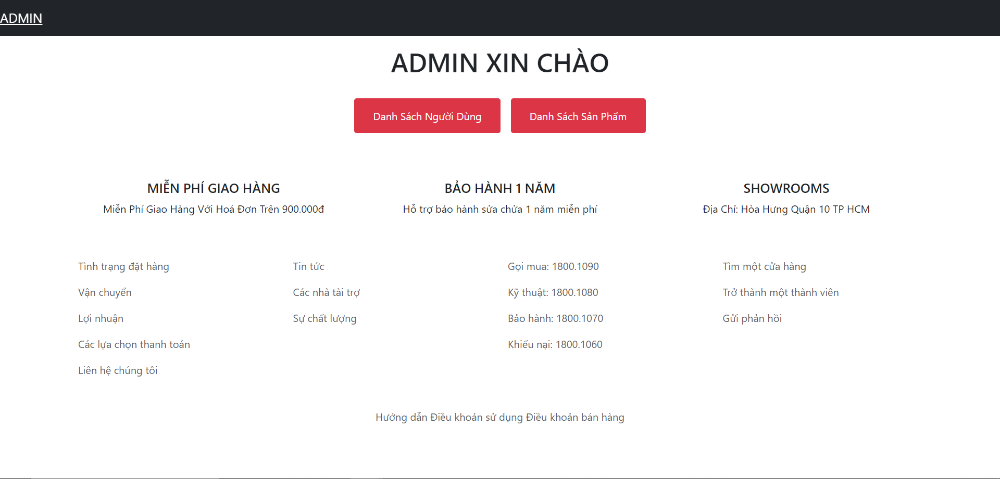 ADMIN
ADMIN XIN CHÀO
Danh Sách Người Dùng
Danh Sách Sản Phẩm
MIỄN PHÍ GIAO HÀNG
Miễn Phí Giao Hàng Với Hoá Đơn Trên 900.000đ
BẢO HÀNH 1 NĂM
Hỗ trợ bảo hành sửa chửa 1 năm miễn phí
SHOWROOMS
Địa Chỉ: Hòa Hưng Quận 10 TP HCM
Tình trạng đặt hàng
Vận chuyển
Lợi nhuận
Các lựa chọn thanh toán
Liên hệ chúng tôi
Tin tức
Các nhà tài trợ
Sự chất lượng
Gọi mua: 1800.1090
Kỹ thuật: 1800.1080
Bảo hành: 1800.1070
Khiếu nại: 1800.1060
Tìm một cửa hàng
Trở thành một thành viên
Gửi phản hồi
Hướng dẫn Điều khoản sử dụng Điều khoản bán hàng